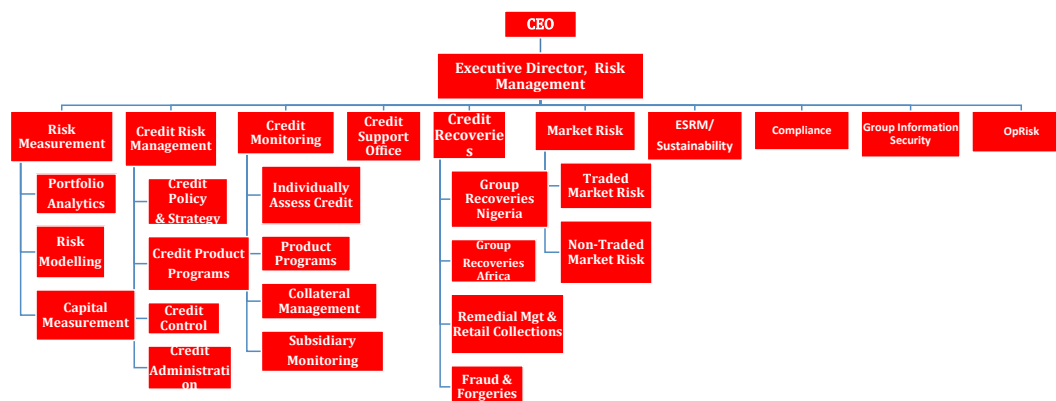 CEO
Executive Director, Risk
Management
Risk
Measurement
Portfolio
Analytics
Risk
Modelling
Capital
Measurement
Credit Risk
Management
Credit
Policy
& Strategy
Credit Product
Programs
Credit
Control
Credit
Administrati
on
Credit
Monitoring
Individually
Assess Credit
Product
Programs
Collateral
Management
Subsidiary
Monitoring
Credit
Support
Office
Credit
Recoverie
s
Group
Recoveries
Nigeria
Group
Recoveries
Africa
Remedial Mgt &
Retail Collections
Fraud &
Forgeries
Market Risk
Traded
Market Risk
Non-Traded
Market Risk
ESRM/
Sustainability
Compliance
Group Information
Security
OpRisk